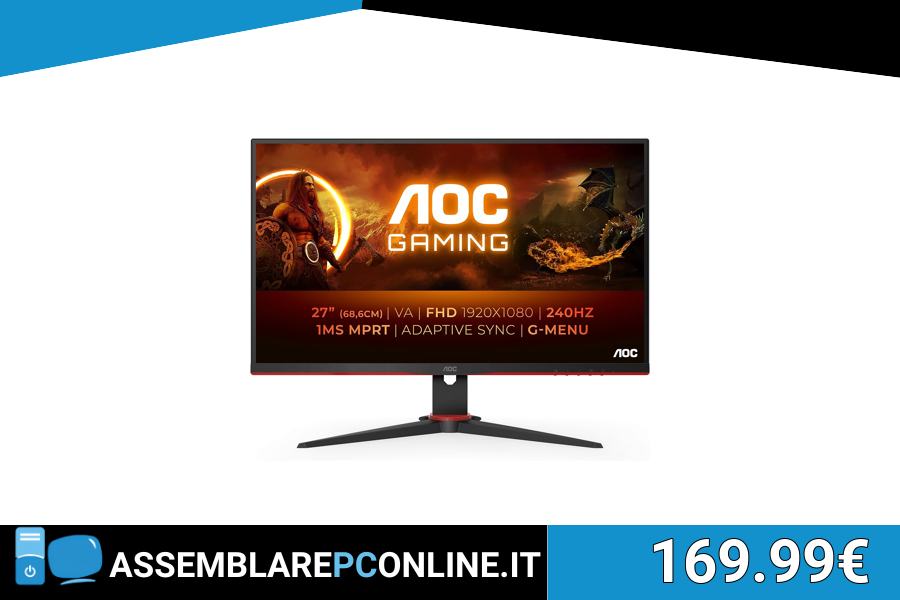 AOC
GAMING
27” (68,6CM) | VA | FHD 1920X1080 | 240HZ
1MS MPRT | ADAPTIVE SYNC | G-MENU
AOC
AOC
ASSEMBLAREPCONLINE.IT
169.99€